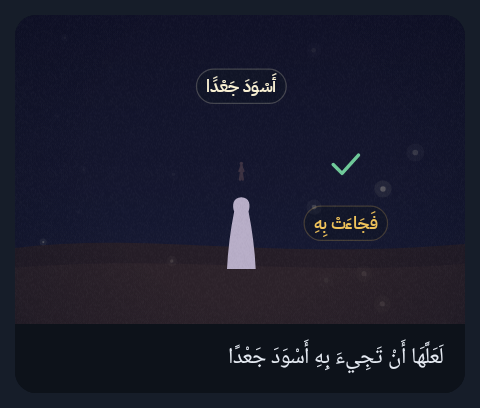 أَسْوَدَ جَعْدًا
فَجَاءَتْ بِهِ
لَعَلَّهَا أَنْ تَجِيءَ بِهِ أَسْوَدَ جَعْدًا